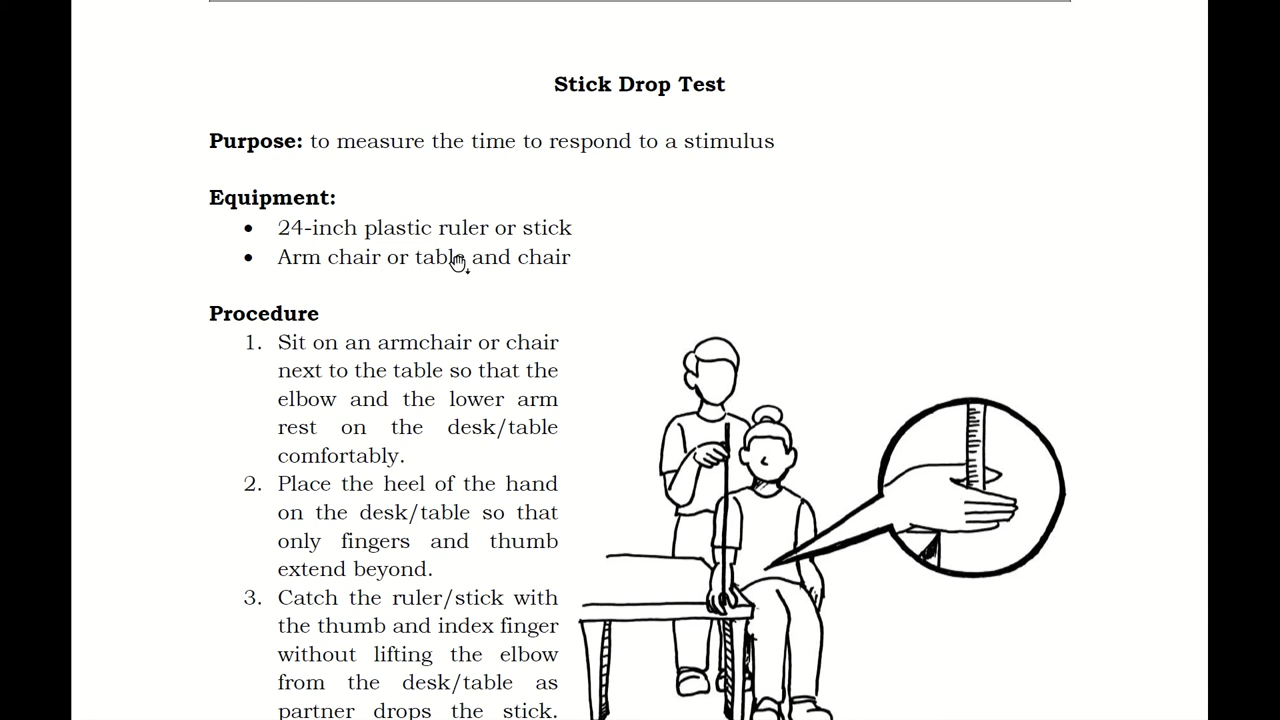 Stick Drop Test
Purpose: to measure the time to respond to a stimulus
Equipment:
• 24-inch plastic ruler or stick
• Arm chair or table and chair
Procedure
1. Sit on an armchair or chair
next to the table so that the
elbow and the lower arm
rest on the desk/table
comfortably.
2. Place the heel of the hand
on the desk/table so that
only fingers and thumb
extend beyond.
3. Catch the ruler/stick with
the thumb and index finger
without lifting the elbow
from the desk/table as
partner drops the stick.